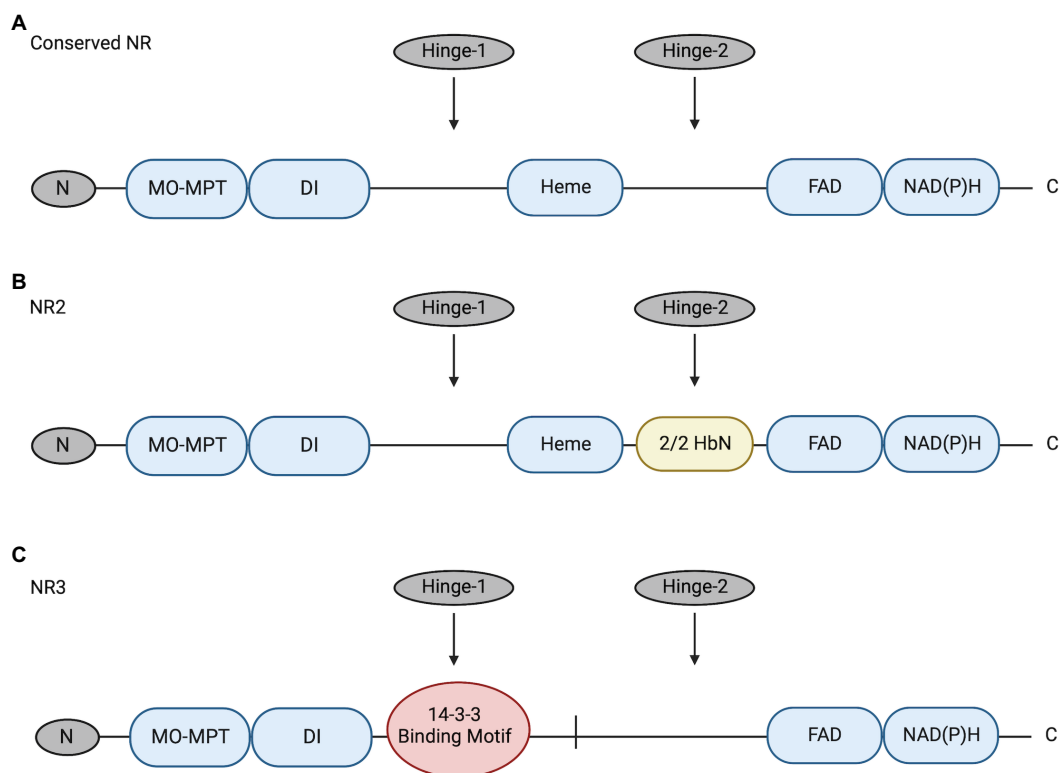 A
Conserved NR
Hinge-1
Hinge-2
N
MO-MPT
DI
Heme
FAD
NAD(P)H
C
B
NR2
Hinge-1
Hinge-2
N
MO-MPT
DI
Heme
2/2 HbN
FAD
NAD(P)H
C
C
NR3
Hinge-1
Hinge-2
N
MO-MPT
DI
14-3-3
Binding Motif
FAD
NAD(P)H
C